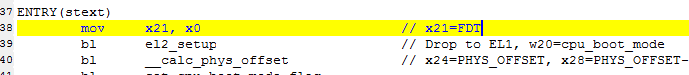 37 ENTRY(stext)
38 mov x21, x0 // x21=FDT
39 bl el2_setup // Drop to EL1, w20=cpu_boot_mode
40 bl __calc_phys_offset // x24=PHYS_OFFSET, x28=PHYS_OFFSET-